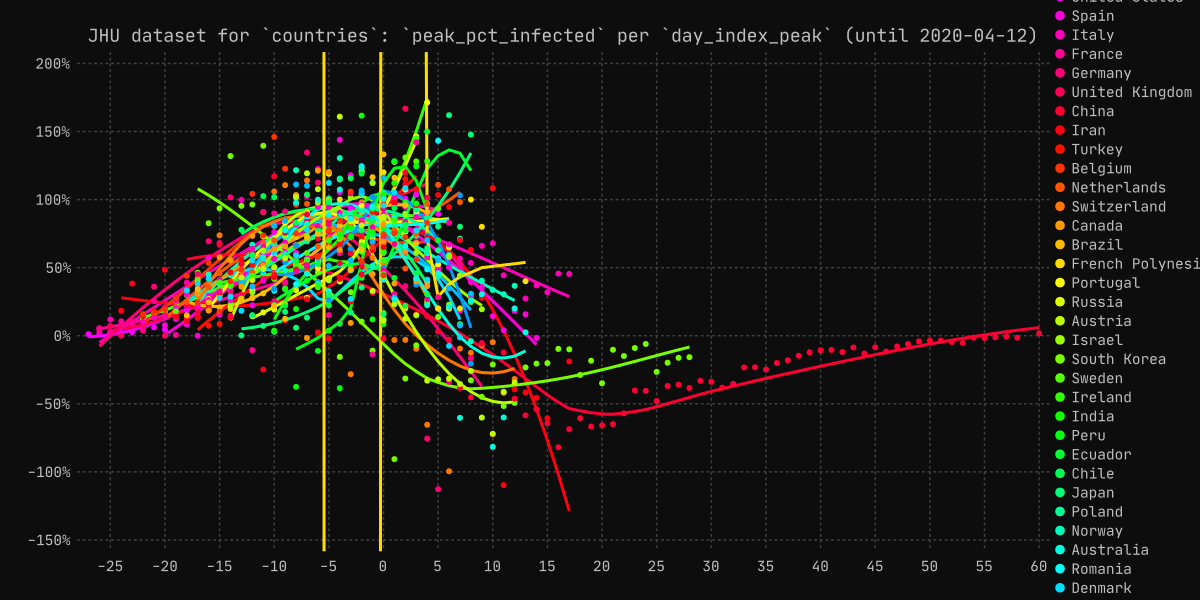 JHU dataset for `countries`: `peak_pct_infected` per `day_index_peak` (until 2020-04-12)
200%
150%
100%
50%
0%
-50%
-100%
-150%
-25 -20 -15 -10 -5 0 5 10 15 20 25 30 35 40 45 50 55 60
Spain
Italy
France
Germany
United Kingdom
China
Iran
Turkey
Belgium
Netherlands
Switzerland
Canada
Brazil
French Polynesi
Portugal
Russia
Austria
Israel
South Korea
Sweden
Ireland
India
Peru
Ecuador
Chile
Japan
Poland
Norway
Australia
Romania
Denmark